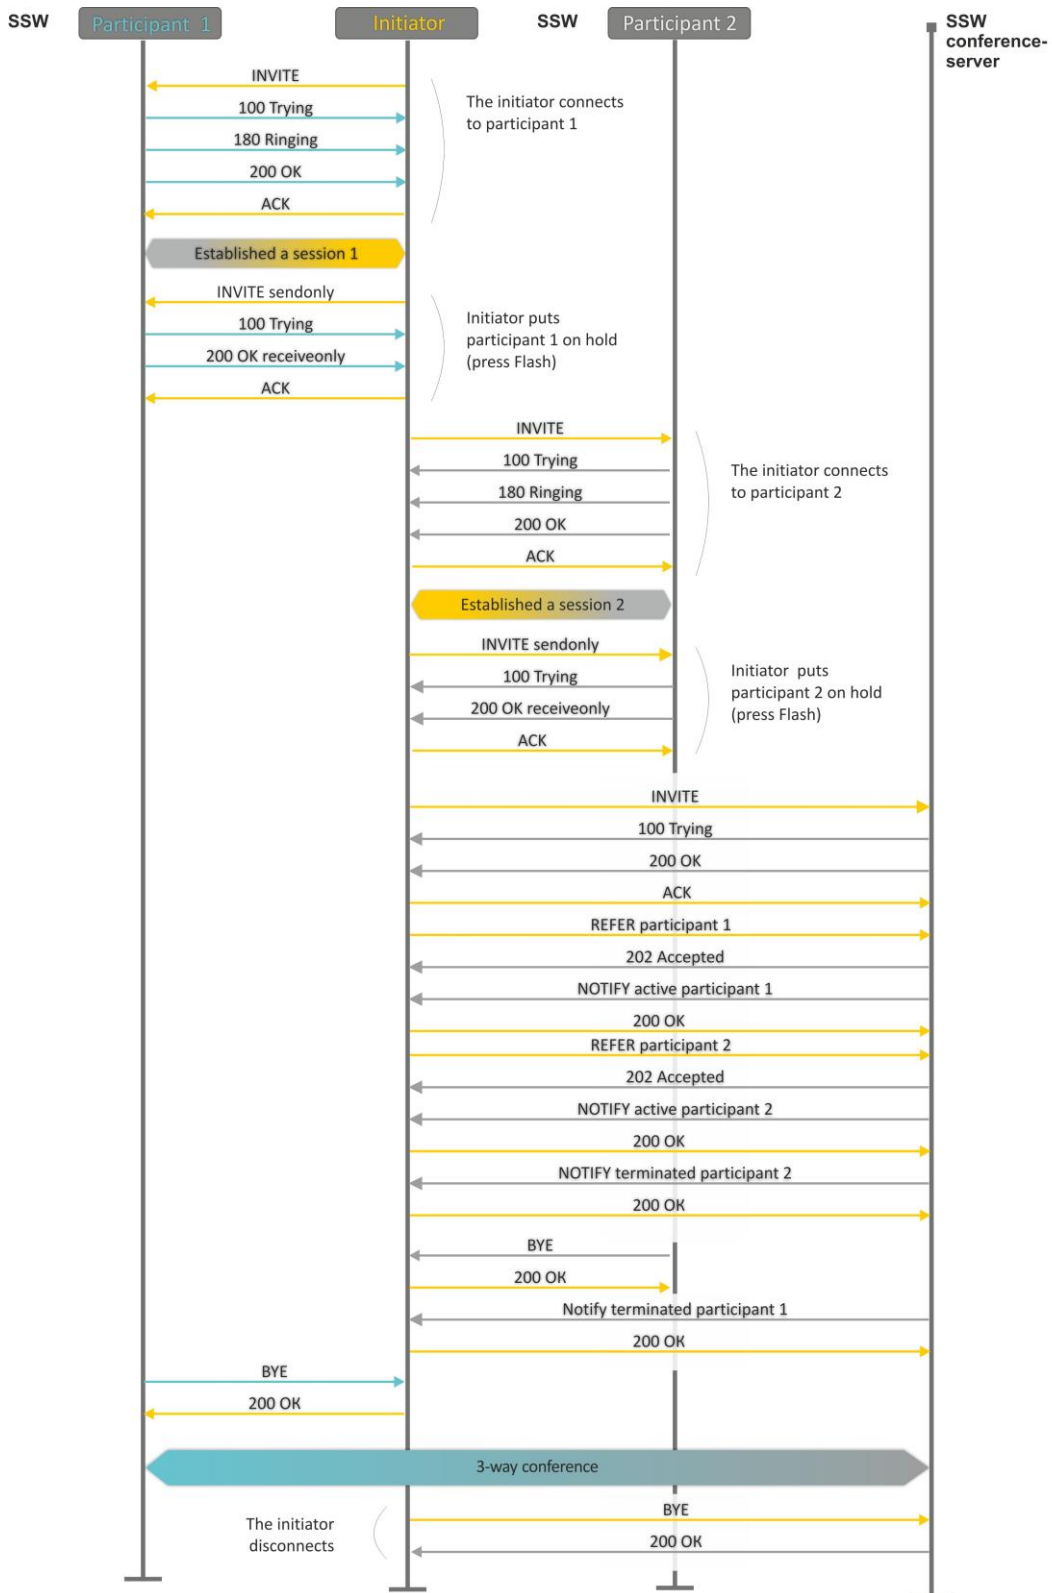 SSW
Participant 1
Initiator
SSW
Participant 2
SSW
conference-
server
INVITE
100 Trying
180 Ringing
200 OK
ACK
The initiator connects
to participant 1
Established a session 1
INVITE sendonly
100 Trying
200 OK receiveonly
ACK
Initiator puts
participant 1 on hold
(press Flash)
INVITE
100 Trying
180 Ringing
200 OK
ACK
The initiator connects
to participant 2
Established a session 2
INVITE sendonly
100 Trying
200 OK receiveonly
ACK
Initiator puts
participant 2 on hold
(press Flash)
INVITE
100 Trying
200 OK
ACK
REFER participant 1
202 Accepted
NOTIFY active participant 1
200 OK
REFER participant 2
202 Accepted
NOTIFY active participant 2
200 OK
NOTIFY terminated participant 2
200 OK
BYE
200 OK
Notify terminated participant 1
200 OK
BYE
200 OK
3-way conference
The initiator
disconnects
BYE
200 OK